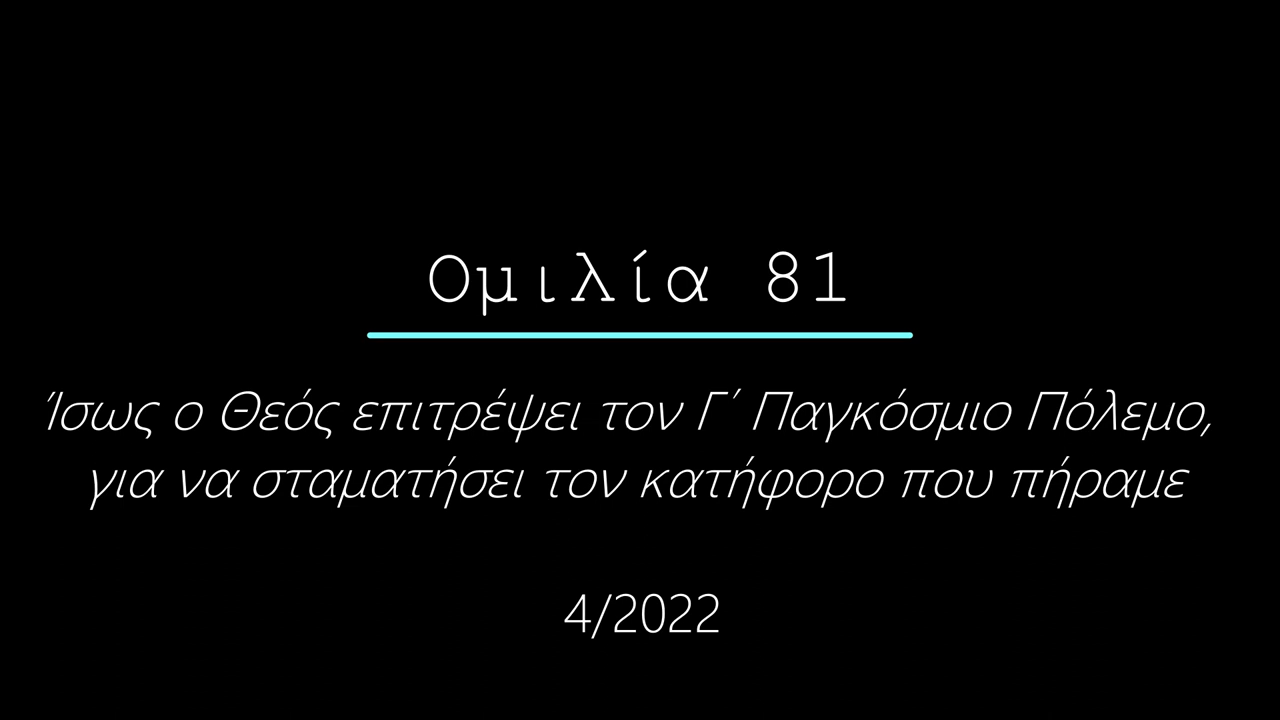 Ομιλία 81
Ίσως ο Θεός επιτρέψει τον Γ΄ Παγκόσμιο Πόλεμο,
για να σταματήσει τον κατήφορο που πήραμε
4/2022